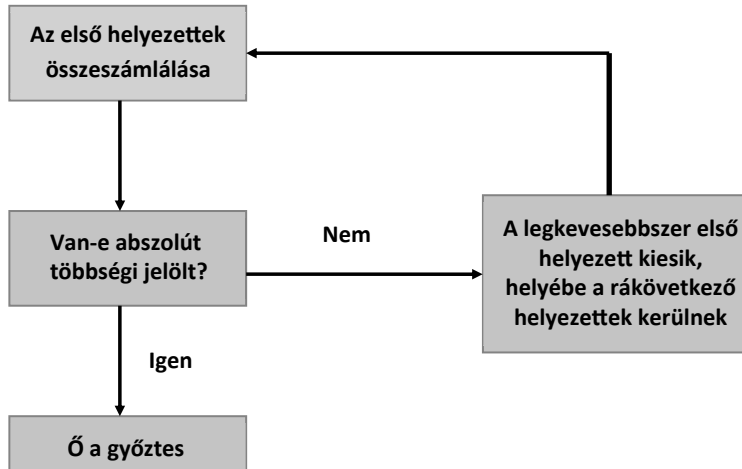 Az első helyezettek
összeszámlálása
Van-e abszolút
többségi jelölt?
Nem
A legkevesebbszer első
helyezett kiesik,
helyébe a rákövetkező
helyezettek kerülnek
Igen
Ő a győztes